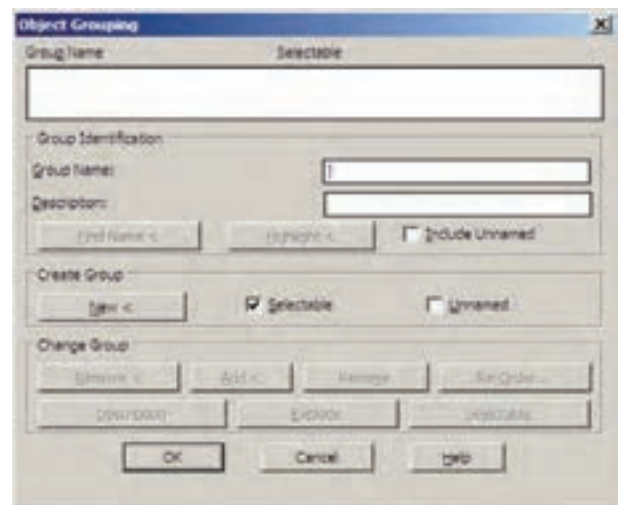 Object Grouping
Group Name Selectable
Group Identification
Group Name:
Description:
Find Name < Highlight < Include Unnamed
Create Group
New < Selectable Unnamed
Change Group
Remove < Add < Rename Re-Order...
Description Explode Selectable
OK Cancel Help